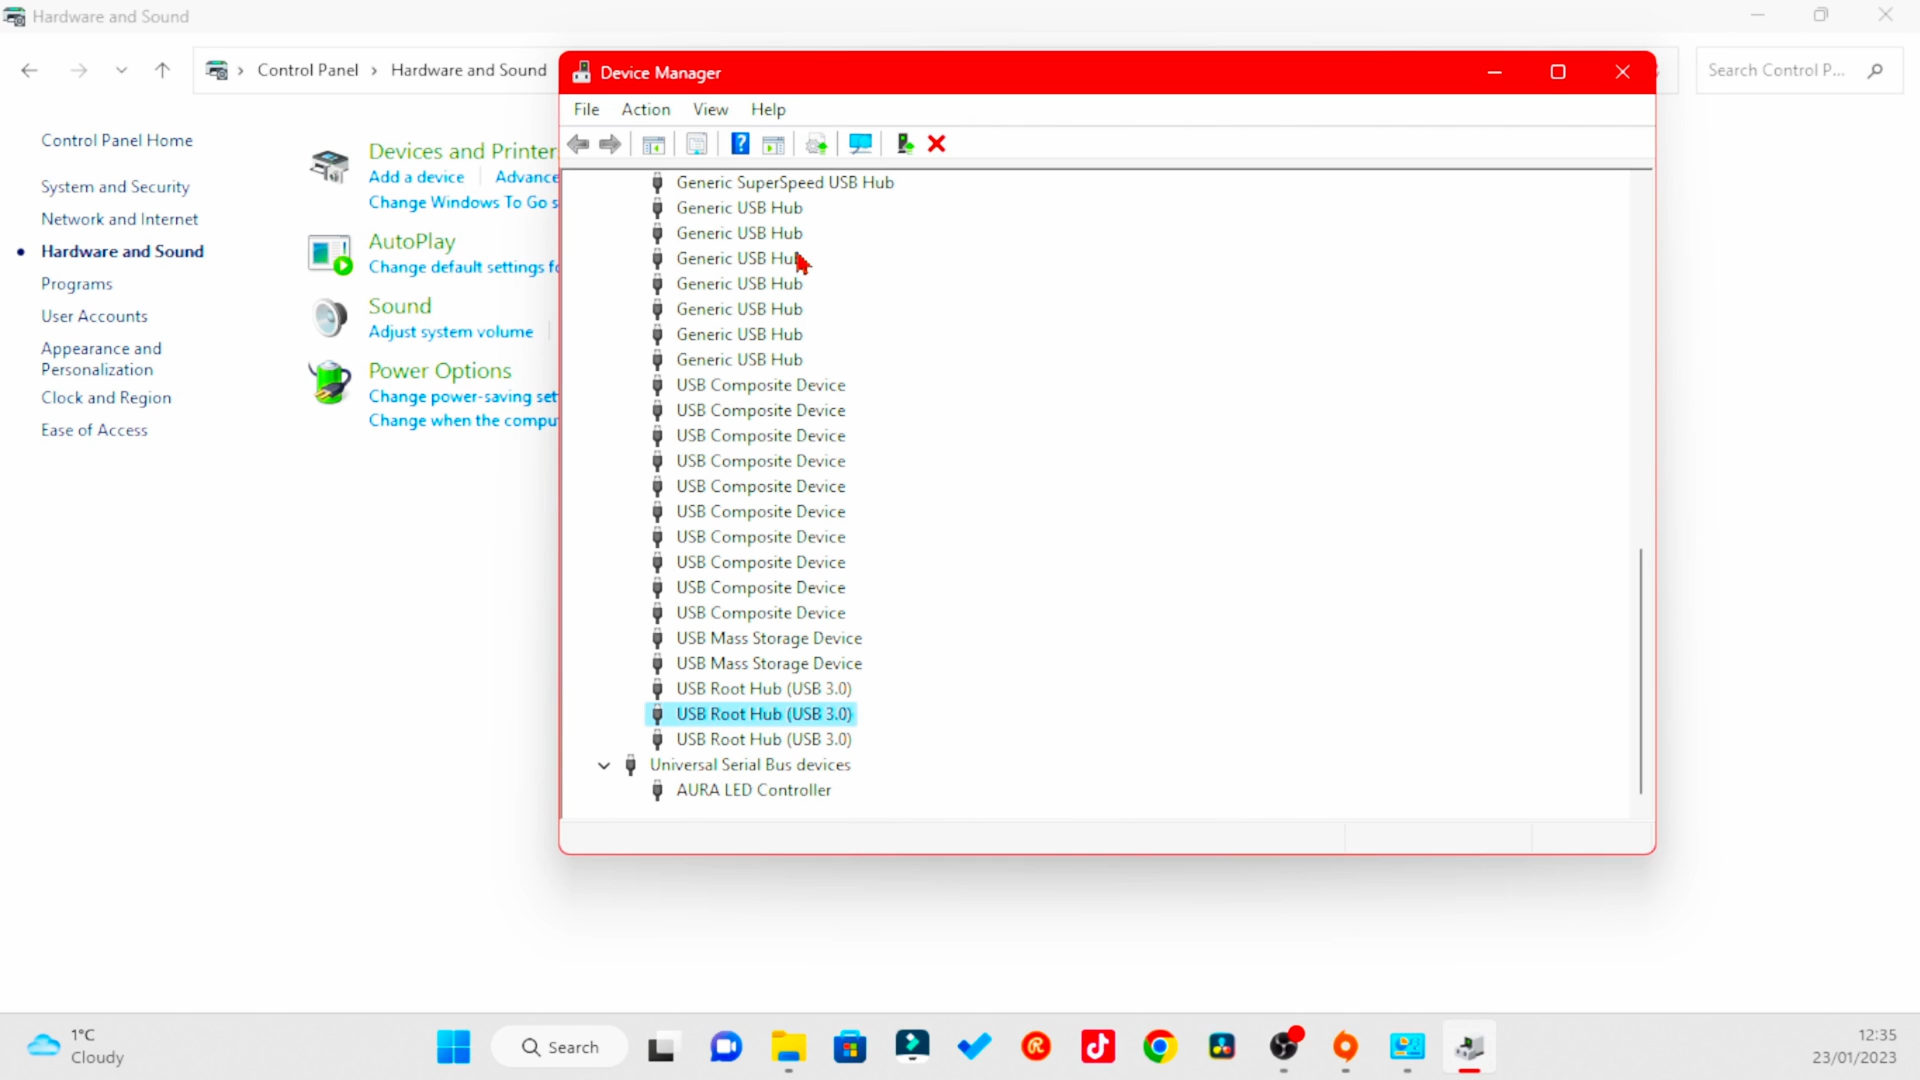 Hardware and Sound
Control Panel > Hardware and Sound
Search Control P...
Control Panel Home
System and Security
Network and Internet
Hardware and Sound
Programs
User Accounts
Appearance and
Personalization
Clock and Region
Ease of Access
Devices and Printer
Add a device
Advance
Change Windows To Go s
AutoPlay
Change default settings fo
Sound
Adjust system volume
Power Options
Change power-saving set
Change when the compu
Device Manager
File Action View Help
Generic SuperSpeed USB Hub
Generic USB Hub
Generic USB Hub
Generic USB Hub
Generic USB Hub
Generic USB Hub
Generic USB Hub
Generic USB Hub
USB Composite Device
USB Composite Device
USB Composite Device
USB Composite Device
USB Composite Device
USB Composite Device
USB Composite Device
USB Composite Device
USB Composite Device
USB Composite Device
USB Mass Storage Device
USB Mass Storage Device
USB Root Hub (USB 3.0)
USB Root Hub (USB 3.0)
USB Root Hub (USB 3.0)
Universal Serial Bus devices
AURA LED Controller
1°C
Cloudy
Search
12:35
23/01/2023